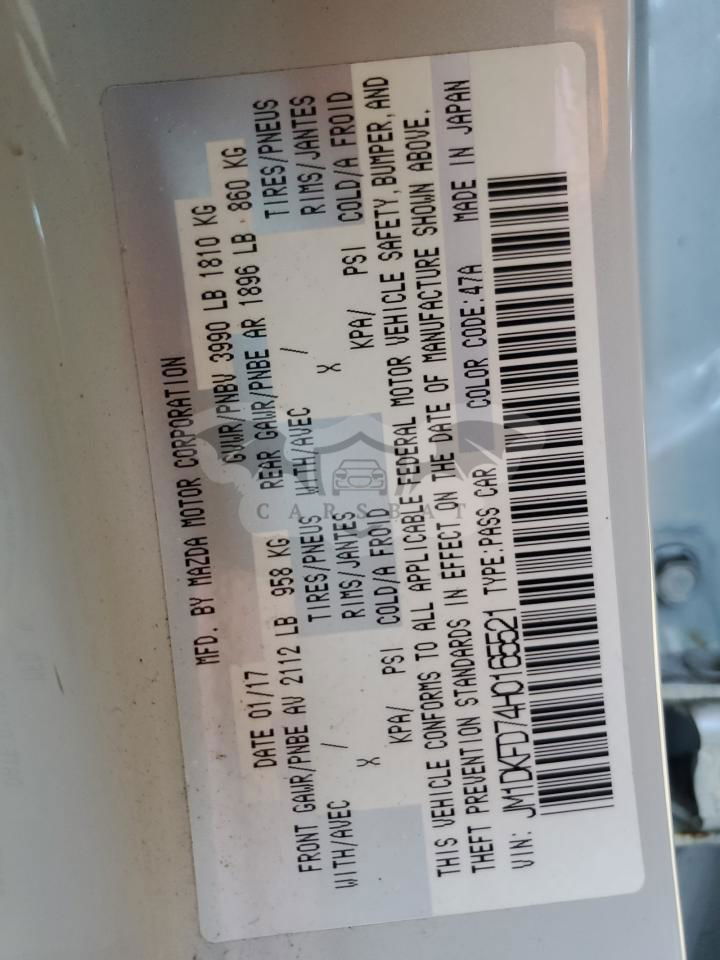 MFD. BY MAZDA MOTOR CORPORATION
DATE 01/17 GVWR/PNBV 3990 LB 1810 KG
FRONT GAWR/PNBE AV 2112 LB 958 KG REAR GAWR/PNBE AR 1896 LB 860 KG
WITH/AVEC / TIRES/PNEUS WITH/AVEC / TIRES/PNEUS
X RIMS/JANTES X RIMS/JANTES
KPA/ PSI COLD/A FROID KPA/ PSI COLD/A FROID
THIS VEHICLE CONFORMS TO ALL APPLICABLE FEDERAL MOTOR VEHICLE SAFETY, BUMPER, AND
THEFT PREVENTION STANDARDS IN EFFECT ON THE DATE OF MANUFACTURE SHOWN ABOVE.
VIN: JM1DKFD74H0165521 TYPE:PASS CAR COLOR CODE:47A MADE IN JAPAN
CARSBAT